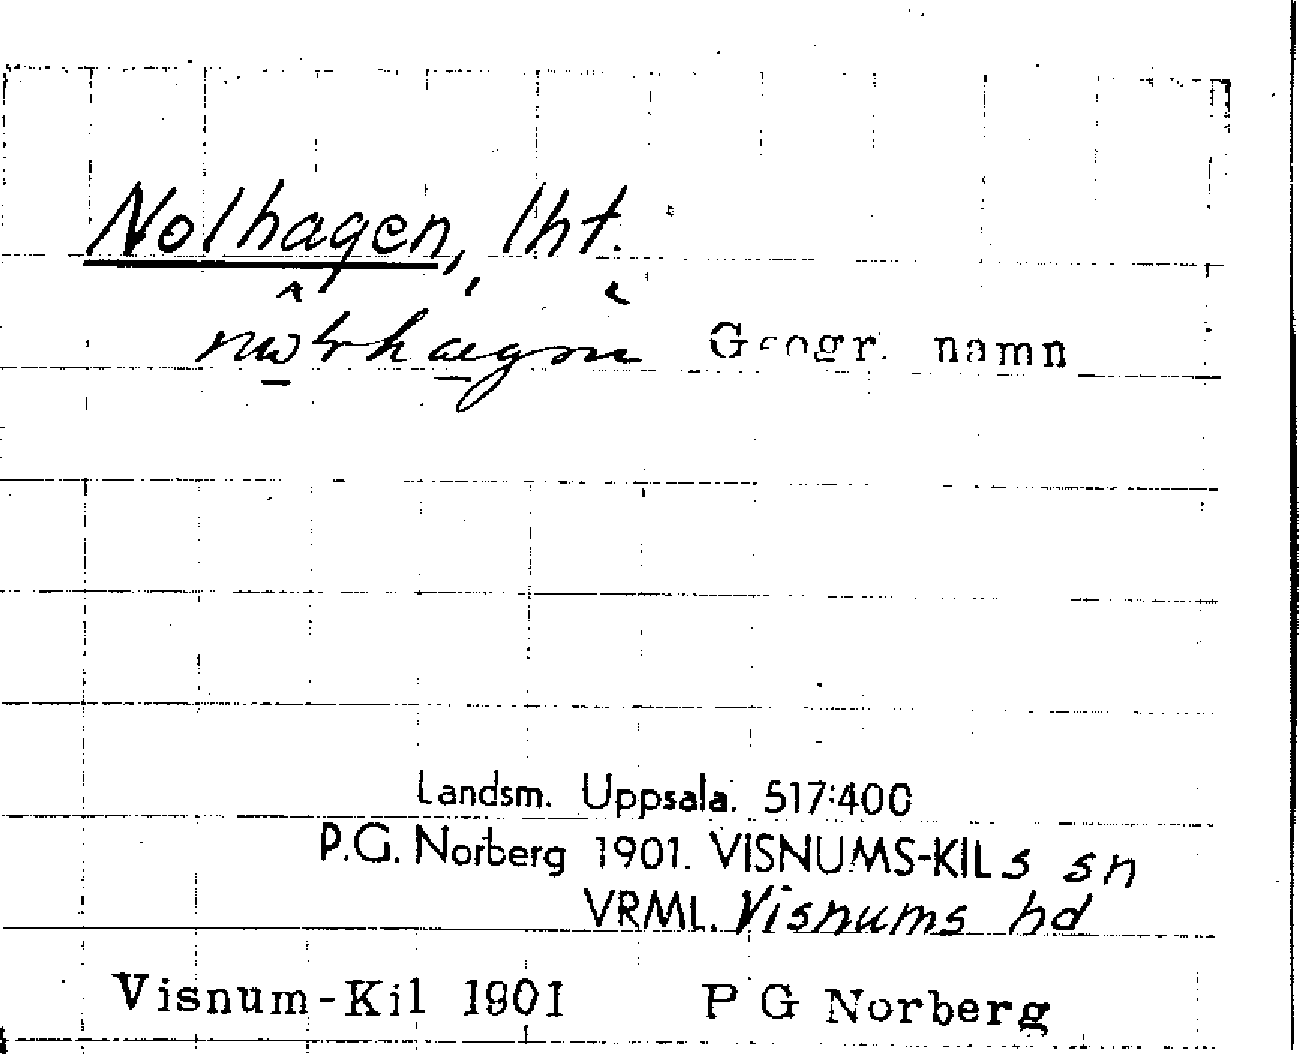 Nolhagen, lht.
Geogr. namn
Landsm. Uppsala. 517:400
P.G. Norberg 1901. VISNUMS-KILs sn
VRML. Visnums hd
Visnum-Kil 1901 P G Norberg